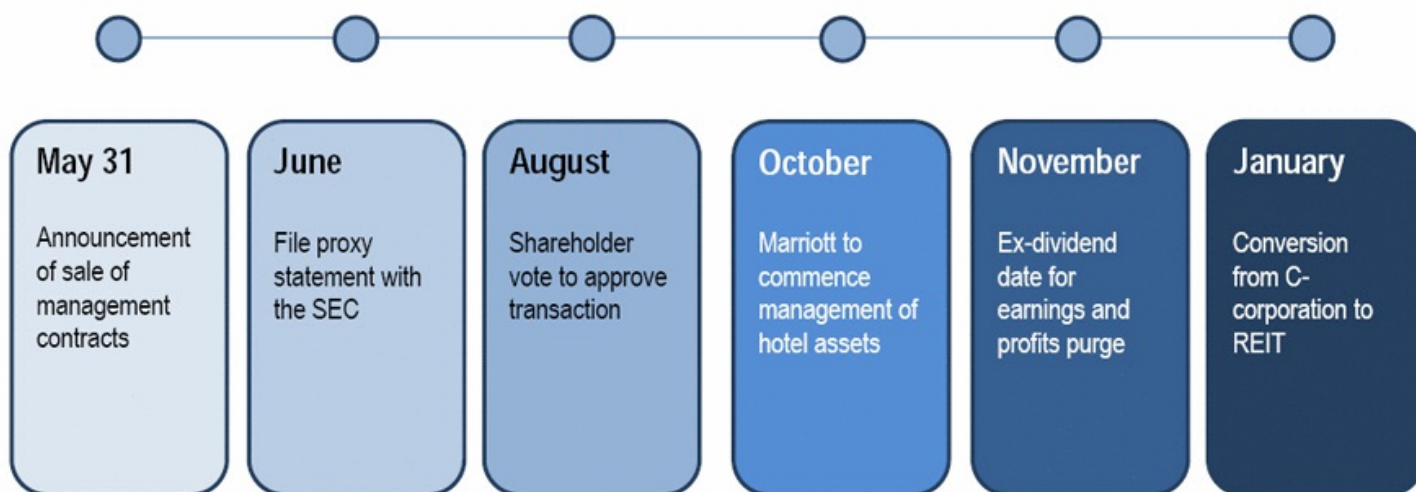 May 31
Announcement
of sale of
management
contracts
June
File proxy
statement with
the SEC
August
Shareholder
vote to approve
transaction
October
Marriott to
commence
management of
hotel assets
November
Ex-dividend
date for
earnings and
profits purge
January
Conversion
from C-
corporation to
REIT